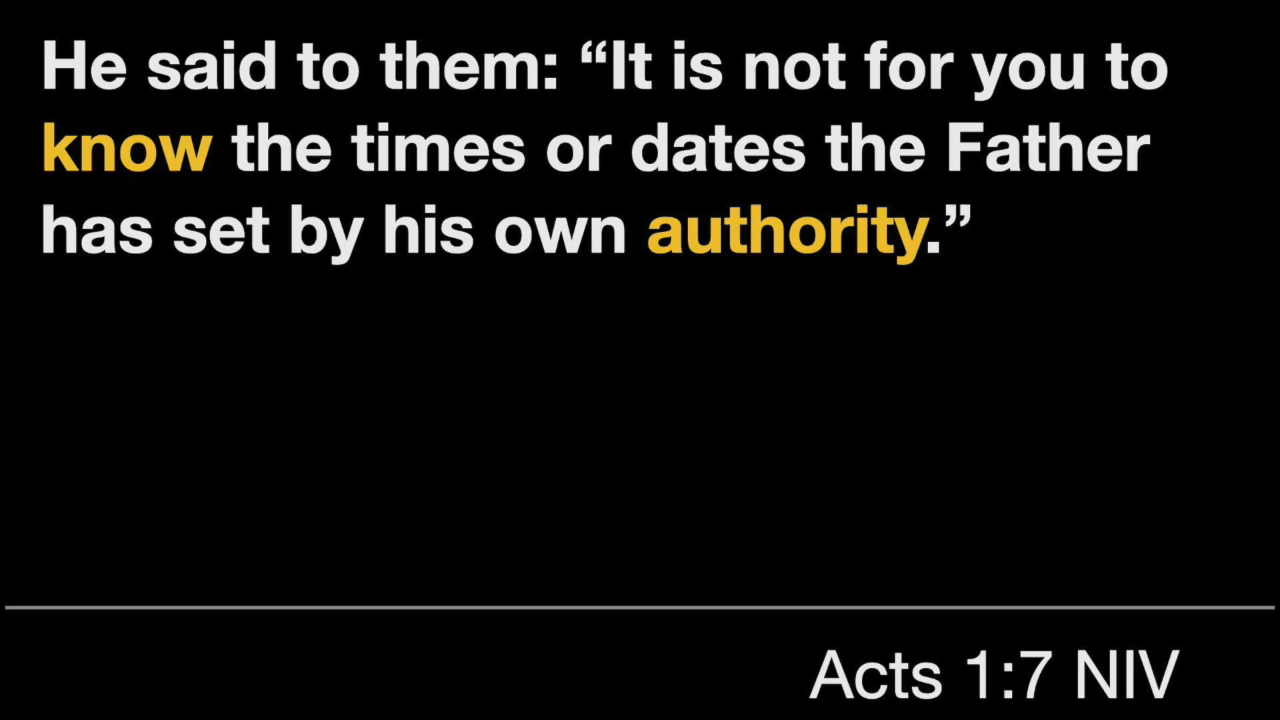 He said to them: “It is not for you to
know the times or dates the Father
has set by his own authority.”
Acts 1:7 NIV